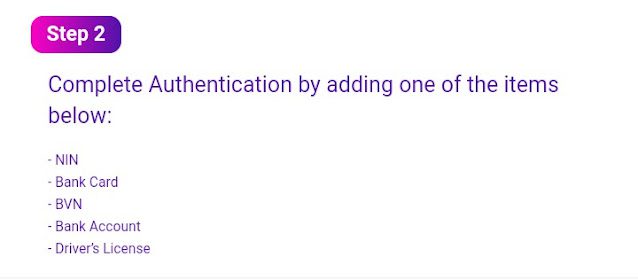 Step 2
Complete Authentication by adding one of the items
below:
- NIN
- Bank Card
- BVN
- Bank Account
- Driver's License